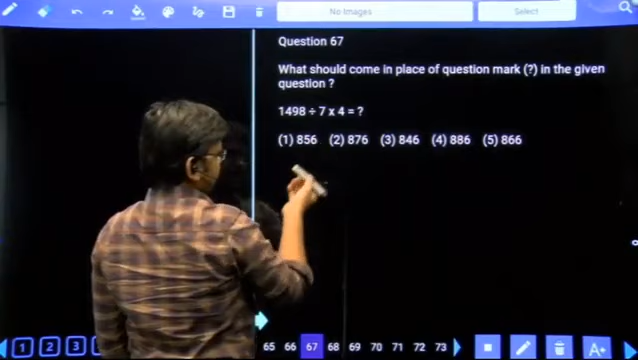 No Images
Select
Question 67
What should come in place of question mark (?) in the given
question ?
1498 ÷ 7 x 4 = ?
(1) 856 (2) 876 (3) 846 (4) 886 (5) 866
1 2 3
65 66 67 68 69 70 71 72 73
A+